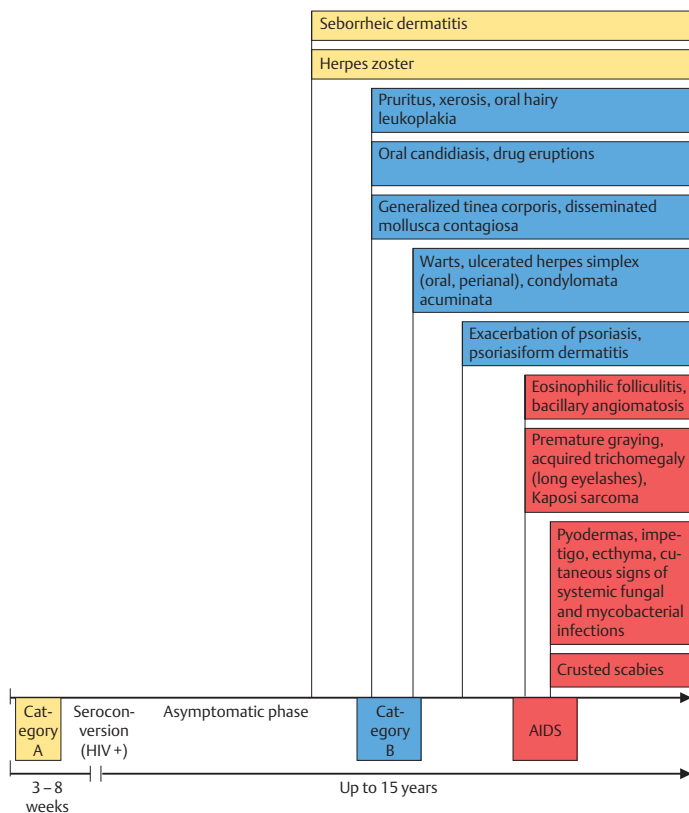 Seborrheic dermatitis
Herpes zoster
Pruritus, xerosis, oral hairy
leukoplakia
Oral candidiasis, drug eruptions
Generalized tinea corporis, disseminated
mollusca contagiosa
Warts, ulcerated herpes simplex
(oral, perianal), condylomata
acuminata
Exacerbation of psoriasis,
psoriasiform dermatitis
Eosinophilic folliculitis,
bacillary angiomatosis
Premature graying,
acquired trichomegaly
(long eyelashes),
Kaposi sarcoma
Pyodermas, impe-
tigo, ecthyma, cu-
taneous signs of
systemic fungal
and mycobacterial
infections
Crusted scabies
Cat-
egory
A
Serocon-
version
(HIV +)
Asymptomatic phase
Cat-
egory
B
AIDS
3 – 8
weeks
Up to 15 years